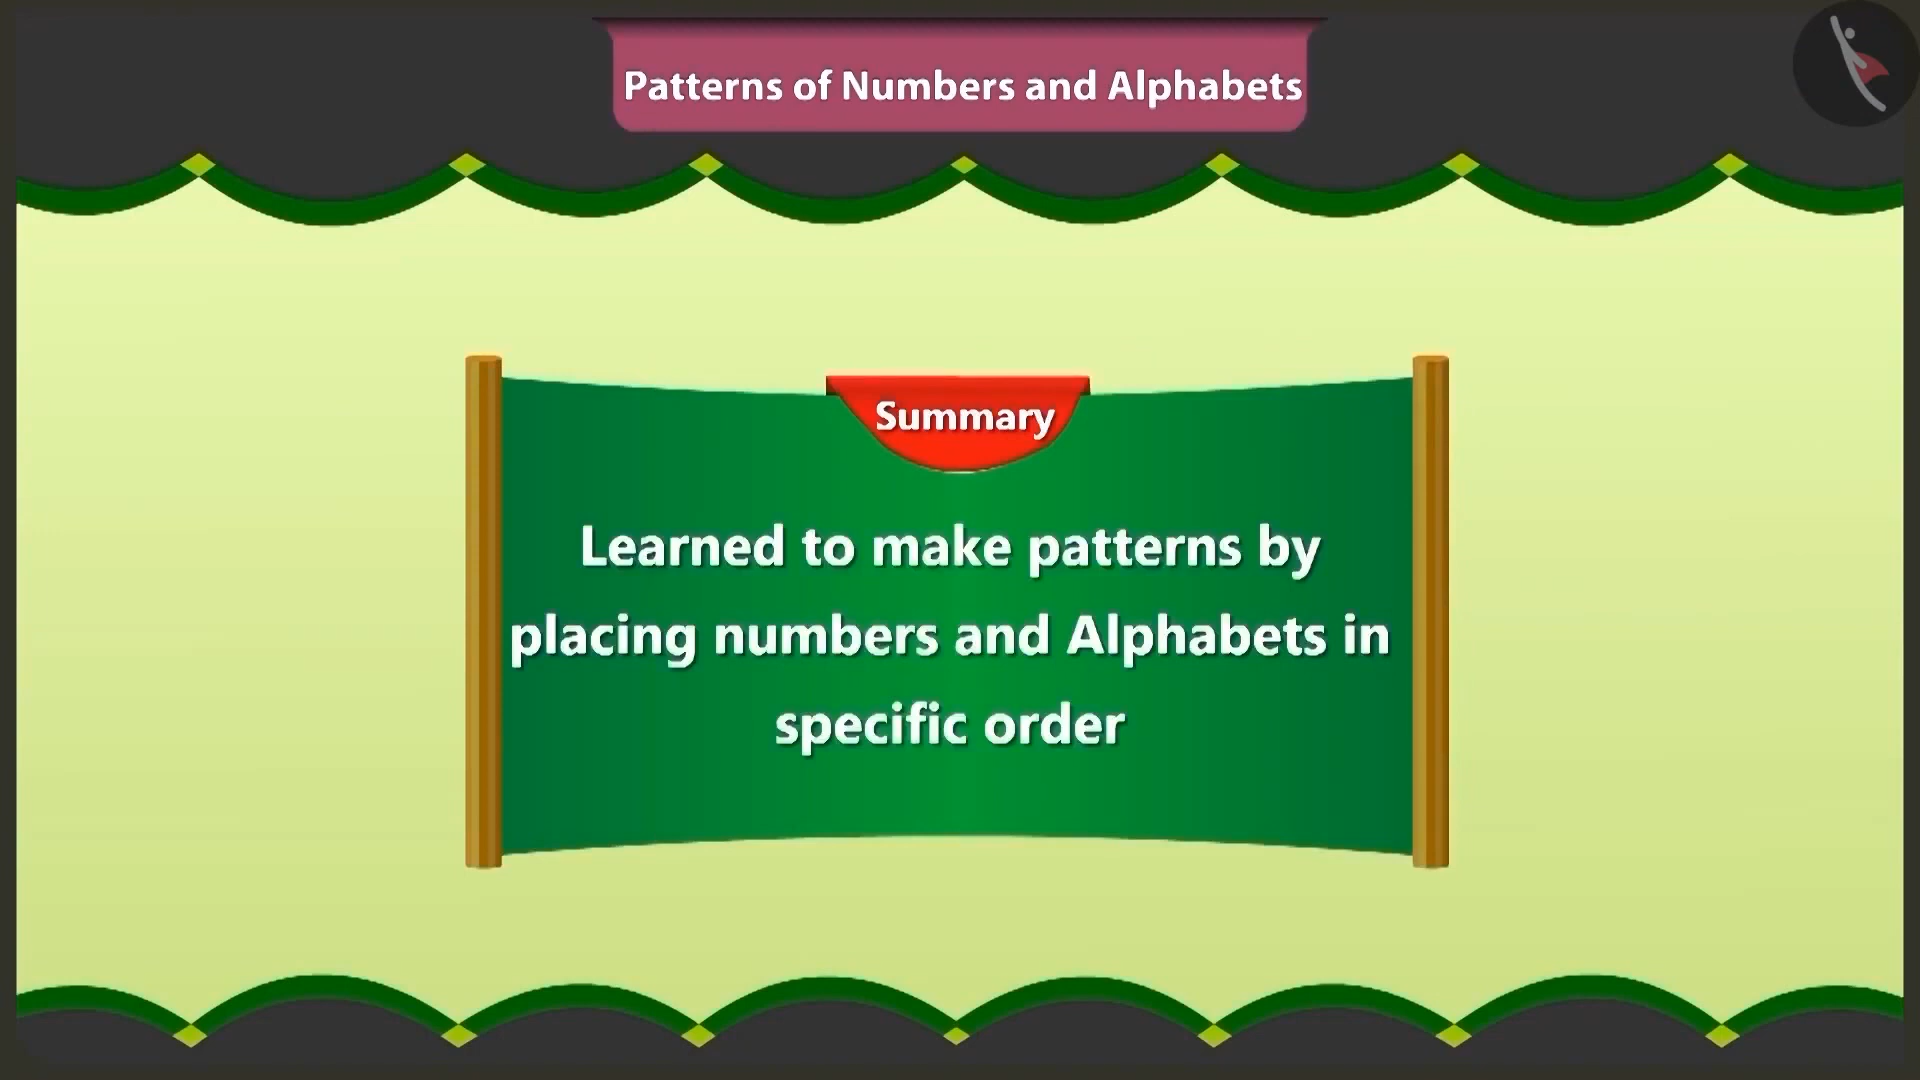 Patterns of Numbers and Alphabets
Summary
Learned to make patterns by
placing numbers and Alphabets in
specific order